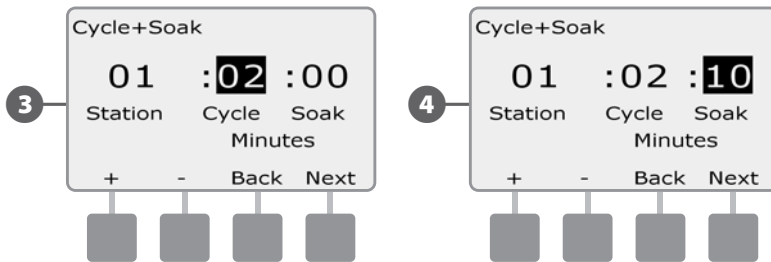 Cycle+Soak
01 :02 :00
Station Cycle Soak
Minutes
+ - Back Next
3
Cycle+Soak
01 :02 :10
Station Cycle Soak
Minutes
+ - Back Next
4